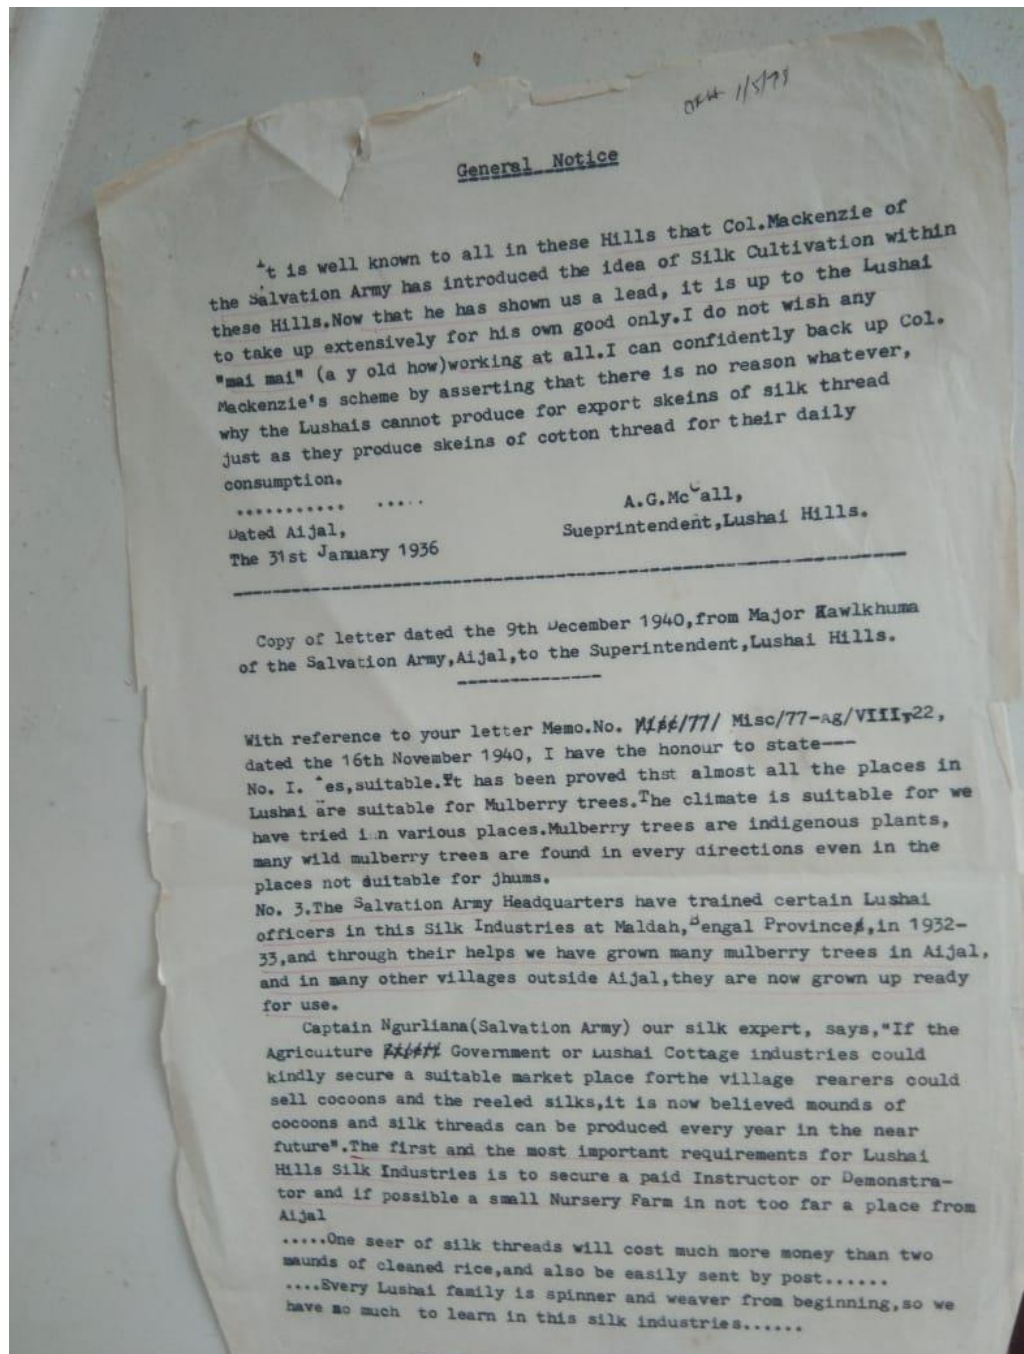 1/5/78
General Notice
It is well known to all in these Hills that Col.Mackenzie of
the Salvation Army has introduced the idea of Silk Cultivation within
these Hills.Now that he has shown us a lead, it is up to the Lushai
to take up extensively for his own good only.I do not wish any
"mai mai" (a y old how)working at all.I can confidently back up Col.
Mackenzie's scheme by asserting that there is no reason whatever,
why the Lushais cannot produce for export skeins of silk thread
just as they produce skeins of cotton thread for their daily
consumption.
........... .....
A.G.McCall,
Dated Aijal,
Sueprintendent,Lushai Hills.
The 31st January 1936
Copy of letter dated the 9th December 1940,from Major Kawlkhuma
of the Salvation Army,Aijal,to the Superintendent,Lushai Hills.
--------------
With reference to your letter Memo.No. Misc/77/ Misc/77-Ag/VIII,22,
dated the 16th November 1940, I have the honour to state---
No. I. Yes,suitable.It has been proved thst almost all the places in
Lushai are suitable for Mulberry trees.The climate is suitable for we
have tried in various places.Mulberry trees are indigenous plants,
many wild mulberry trees are found in every directions even in the
places not duitable for jhums.
No. 3.The Salvation Army Headquarters have trained certain Lushai
officers in this Silk Industries at Maldah,Bengal Province,in 1932-
33,and through their helps we have grown many mulberry trees in Aijal,
and in many other villages outside Aijal,they are now grown up ready
for use.
Captain Ngurliana(Salvation Army) our silk expert, says,"If the
Agriculture Government or Lushai Cottage industries could
kindly secure a suitable market place forthe village rearers could
sell cocoons and the reeled silks,it is now believed mounds of
cocoons and silk threads can be produced every year in the near
future".The first and the most important requirements for Lushai
Hills Silk Industries is to secure a paid Instructor or Demonstra-
tor and if possible a small Nursery Farm in not too far a place from
Aijal
.....One seer of silk threads will cost much more money than two
maunds of cleaned rice,and also be easily sent by post......
....Every Lushai family is spinner and weaver from beginning,so we
have no much to learn in this silk industries......